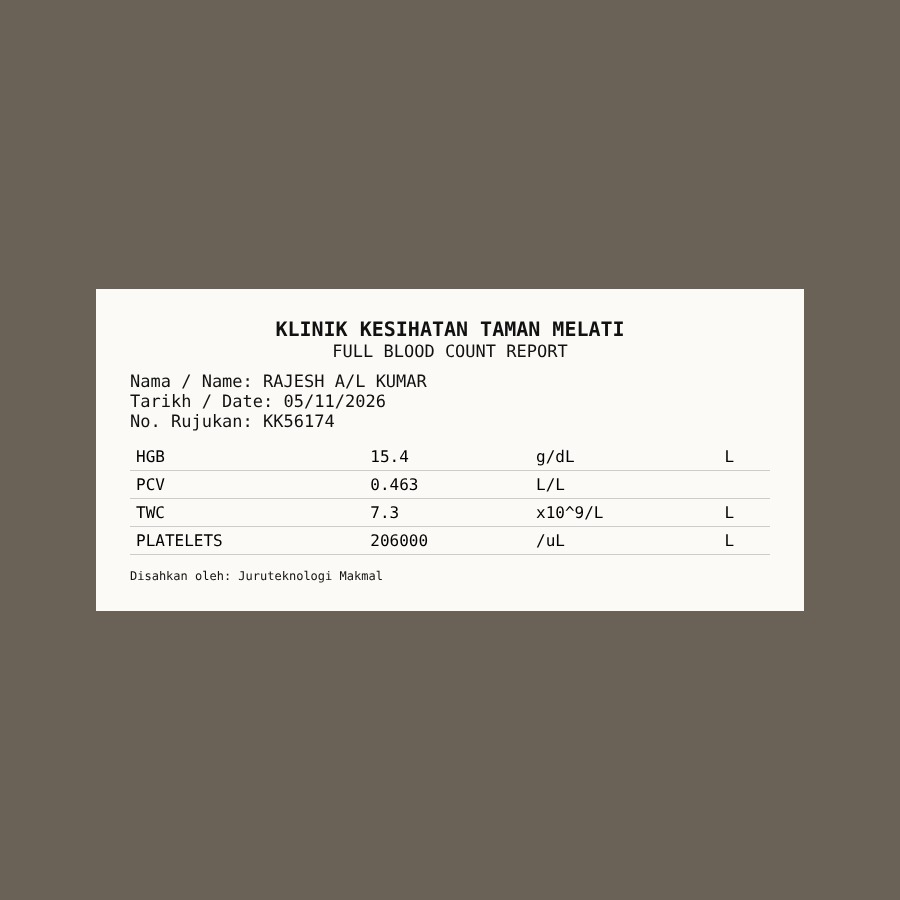 KLINIK KESIHATAN TAMAN MELATI
FULL BLOOD COUNT REPORT
Nama / Name: RAJESH A/L KUMAR
Tarikh / Date: 05/11/2026
No. Rujukan: KK56174
HGB 15.4 g/dL L
PCV 0.463 L/L
TWC 7.3 x10^9/L L
PLATELETS 206000 /uL L
Disahkan oleh: Juruteknologi Makmal